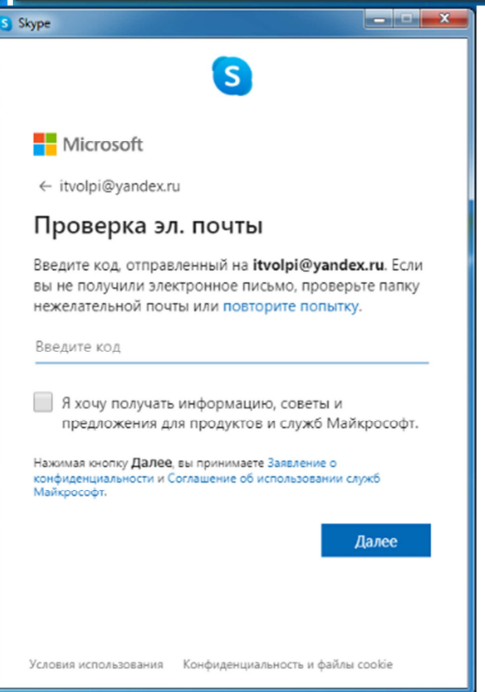 Skype
Microsoft
← itvolpi@yandex.ru
Проверка эл. почты
Введите код, отправленный на itvolpi@yandex.ru. Если
вы не получили электронное письмо, проверьте папку
нежелательной почты или повторите попытку.
Введите код
Я хочу получать информацию, советы и
предложения для продуктов и служб Майкрософт.
Нажимая кнопку Далее, вы принимаете Заявление о
конфиденциальности и Соглашение об использовании служб
Майкрософт.
Далее
Условия использования Конфиденциальность и файлы cookie